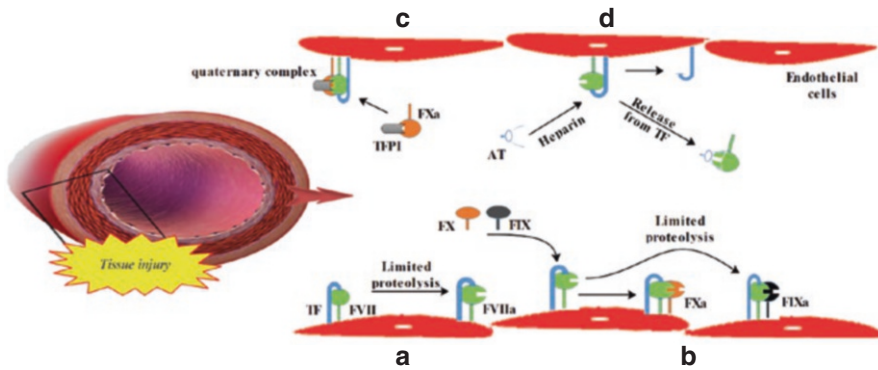 c
d
quaternary complex
FXa
TFPI
AT
Heparin
Release
from TF
Endothelial
cells
Tissue injury
FX
FIX
Limited
proteolysis
TF
FVII
Limited
proteolysis
FVIIa
FXa
FIXa
a
b